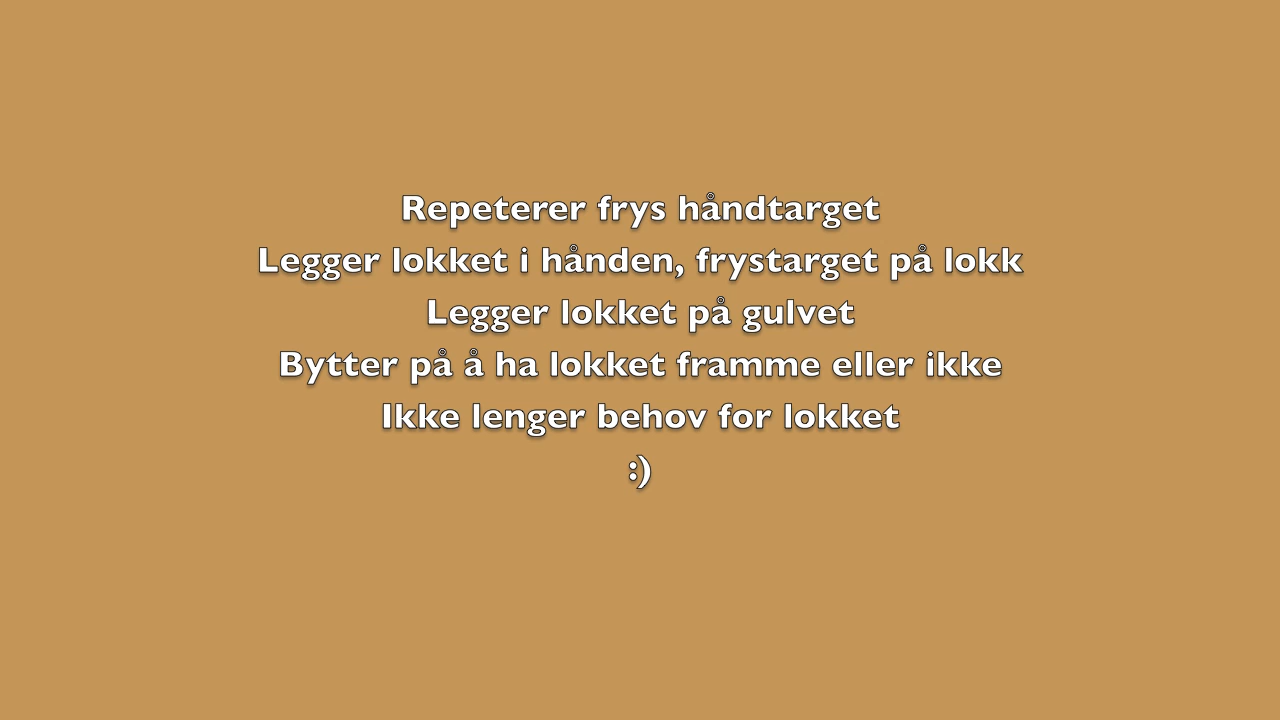 Repeterer frys håndtarget
Legger lokket i hånden, frystarget på lokk
Legger lokket på gulvet
Bytter på å ha lokket framme eller ikke
Ikke lenger behov for lokket
:)